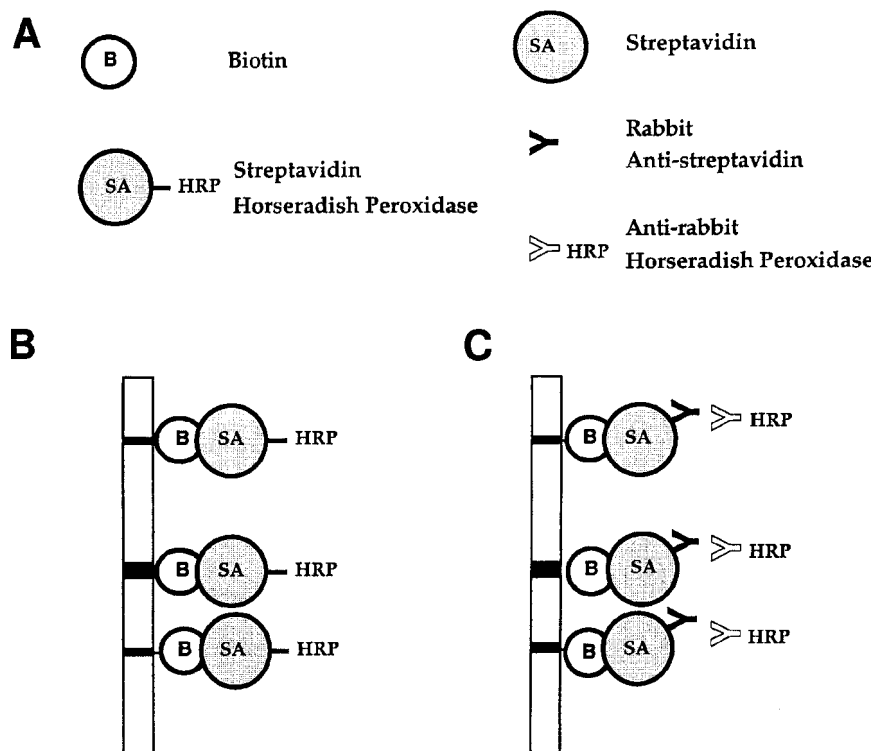 A
B
Biotin
SA
HRP
Streptavidin
Horseradish Peroxidase
SA
Streptavidin
Rabbit
Anti-streptavidin
HRP
Anti-rabbit
Horseradish Peroxidase
B
B
SA
HRP
B
SA
HRP
B
SA
HRP
C
B
SA
HRP
B
SA
HRP
B
SA
HRP